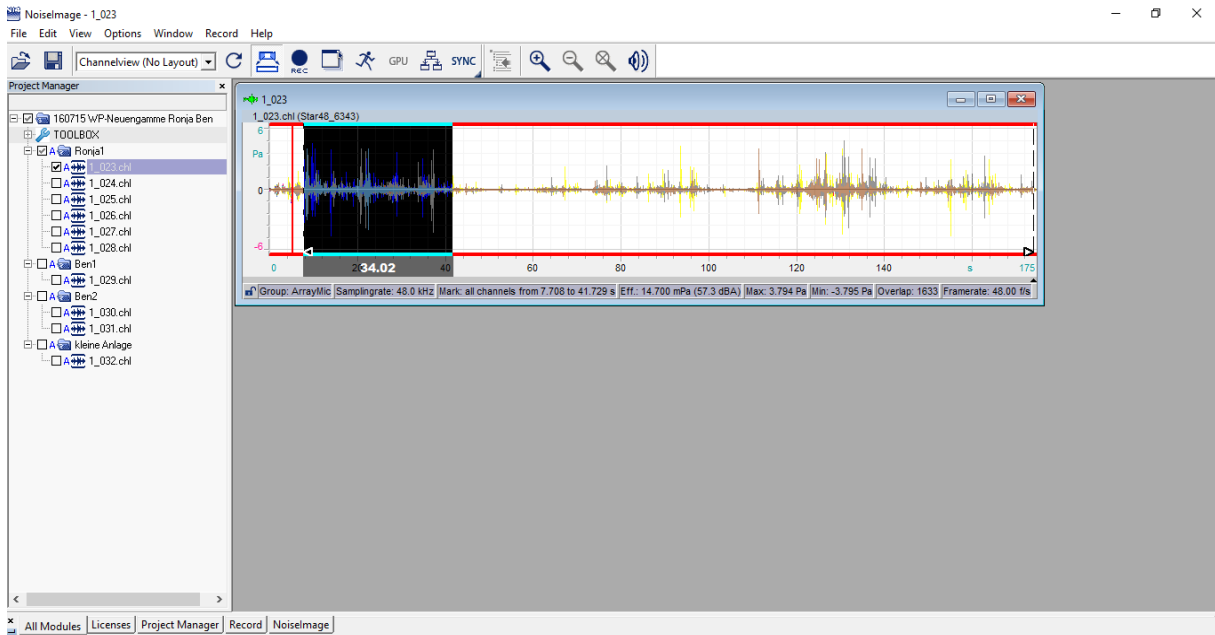 NoiseImage - 1_023
File Edit View Options Window Record Help
Channelview (No Layout) REC GPU SYNC
Project Manager
160715 WP-Neuengamme Ronja Ben
TOOLBOX
A Ronja1
A 1_023.chl
A 1_024.chl
A 1_025.chl
A 1_026.chl
A 1_027.chl
A 1_028.chl
A Ben1
A 1_029.chl
A Ben2
A 1_030.chl
A 1_031.chl
A kleine Anlage
A 1_032.chl
1_023
1_023.chl (Star48_6343)
6
Pa
0
-6
0 34.02 40 60 80 100 120 140 s 175
Group: ArrayMic Samplingrate: 48.0 kHz Mark: all channels from 7.708 to 41.729 s Eff.: 14.700 mPa (57.3 dBA) Max: 3.794 Pa Min: -3.795 Pa Overlap: 1633 Framerate: 48.00 f/s
All Modules Licenses Project Manager Record NoiseImage